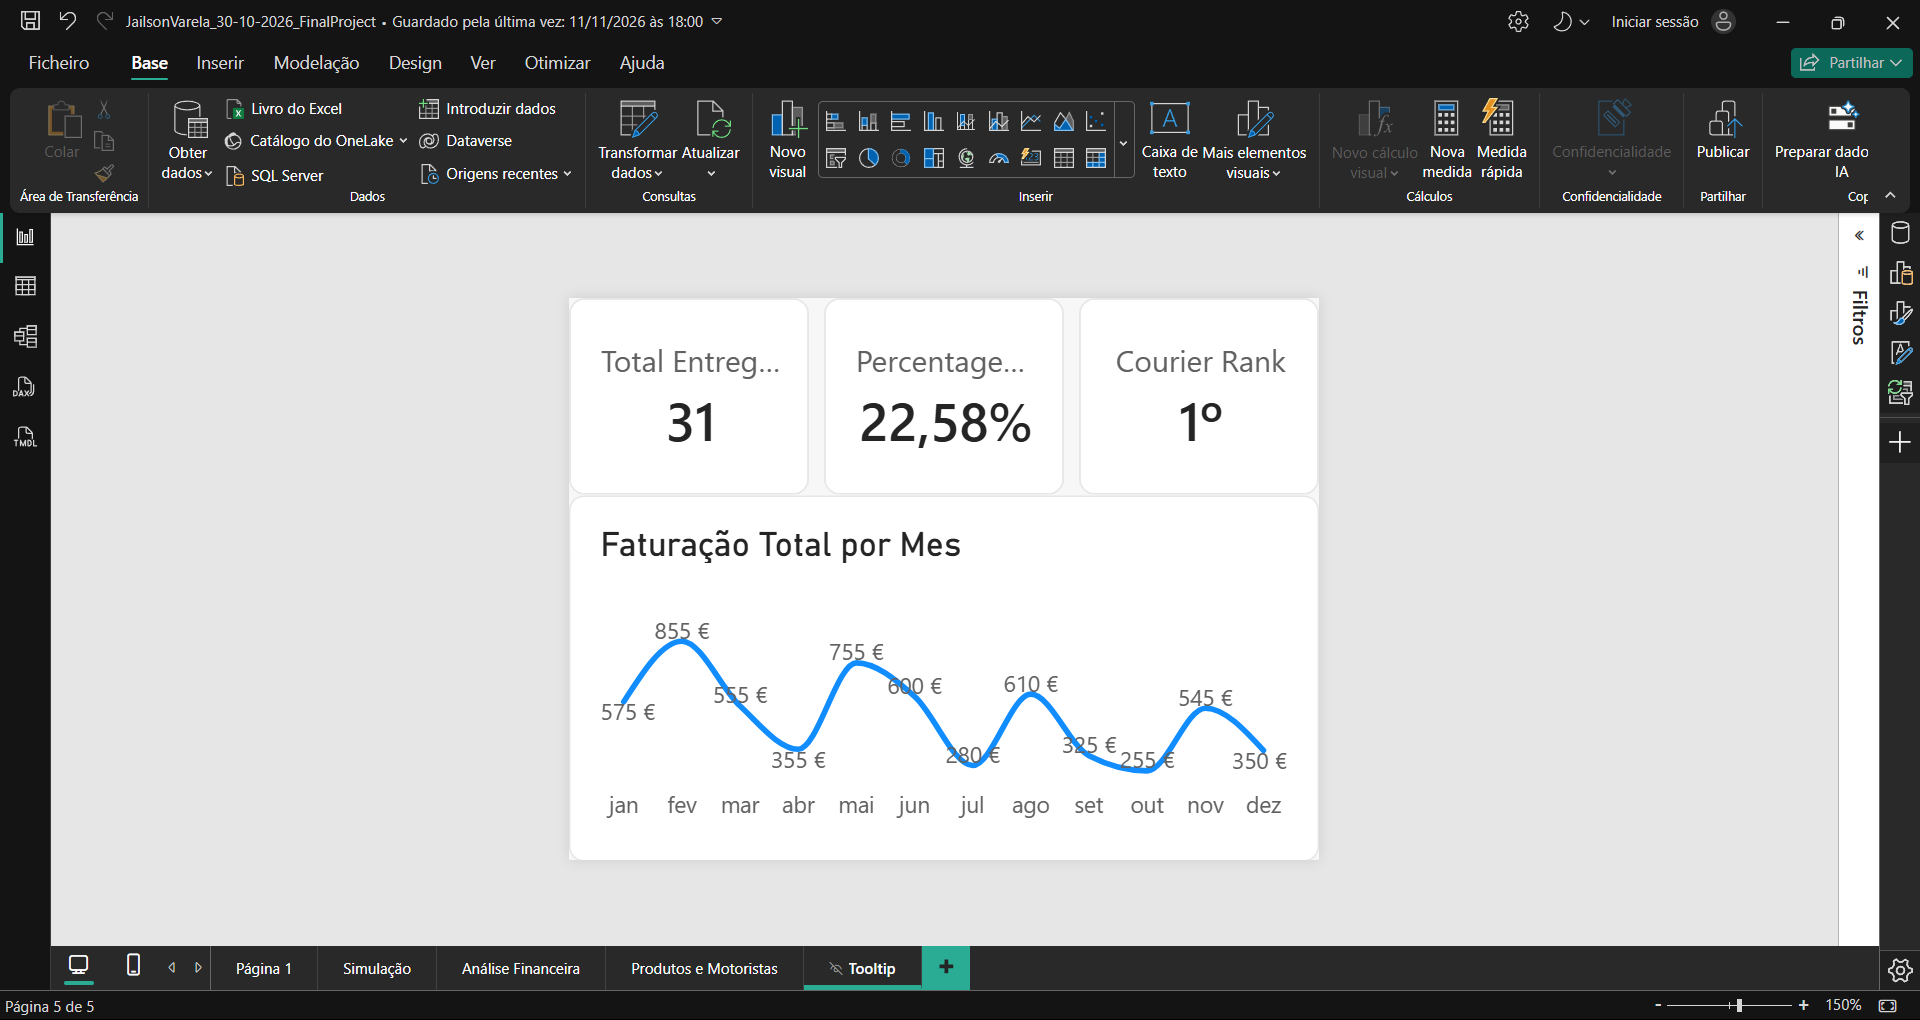 JailsonVarela_30-10-2026_FinalProject • Guardado pela última vez: 11/11/2026 às 18:00
Iniciar sessão
Ficheiro
Base
Inserir
Modelação
Design
Ver
Otimizar
Ajuda
Partilhar
Colar
Área de Transferência
Obter dados
Livro do Excel
Catálogo do OneLake
SQL Server
Introduzir dados
Dataverse
Origens recentes
Dados
Transformar dados
Atualizar
Consultas
Novo visual
Caixa de texto
Mais elementos visuais
Inserir
Novo cálculo visual
Nova medida
Medida rápida
Cálculos
Confidencialidade
Confidencialidade
Publicar
Partilhar
Preparar dado
IA
Cop
DAX
TMDL
Filtros
Total Entreg...
31
Percentage...
22,58%
Courier Rank
1º
Faturação Total por Mes
575 €
855 €
555 €
355 €
755 €
600 €
280 €
610 €
325 €
255 €
545 €
350 €
jan fev mar abr mai jun jul ago set out nov dez
Página 1
Simulação
Análise Financeira
Produtos e Motoristas
Tooltip
Página 5 de 5
- + 150%